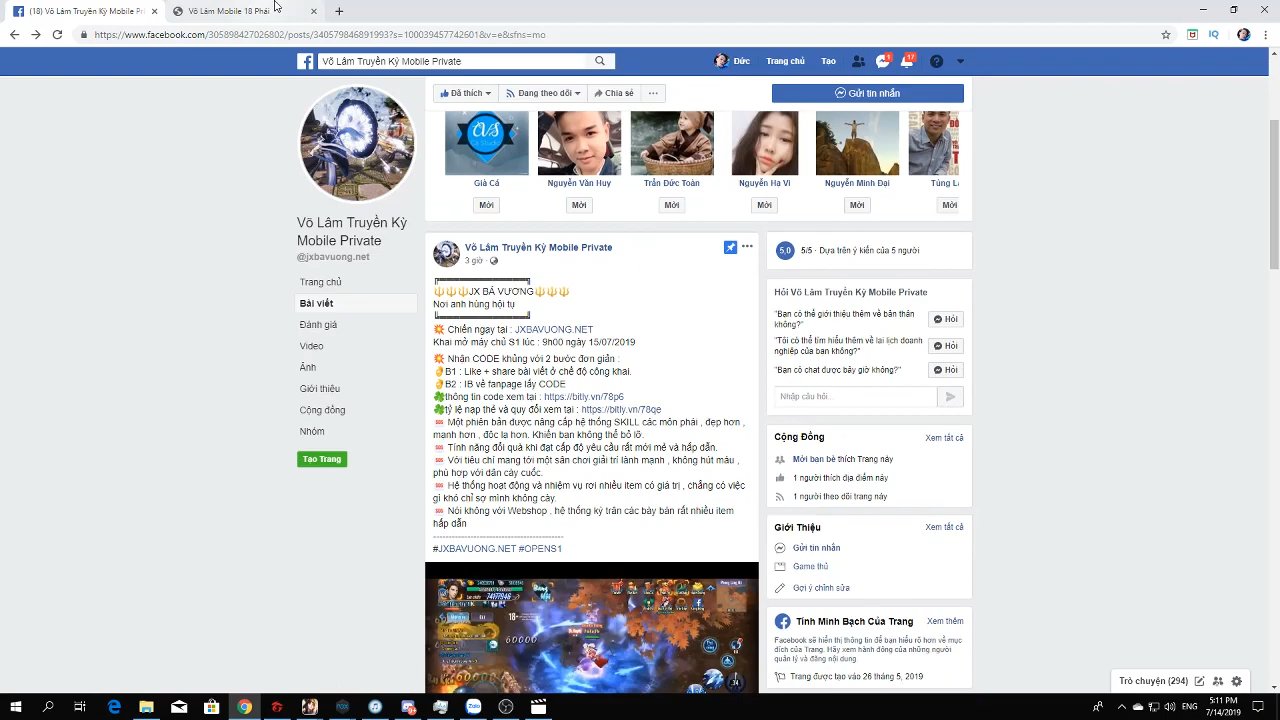 (18) Võ Lâm Truyền Kỳ Mobile Pri
Võ Lâm Mobile 18 Phái
https://www.facebook.com/305898427026802/posts/340579846891993?s=100039457742601&v=e&sfns=mo
Võ Lâm Truyền Kỳ Mobile Private
Đức
Trang chủ
Tạo
1
17
Đã thích
Đang theo dõi
Chia sẻ
Gửi tin nhắn
Già Cá
Nguyễn Văn Huy
Trần Đức Toàn
Nguyễn Hạ Vi
Nguyễn Minh Đại
Tùng L
Mời
Mời
Mời
Mời
Mời
Mời
Võ Lâm Truyền Kỳ Mobile Private
@jxbavuong.net
Trang chủ
Bài viết
Đánh giá
Video
Ảnh
Giới thiệu
Cộng đồng
Nhóm
Tạo Trang
Võ Lâm Truyền Kỳ Mobile Private
3 giờ
JX BÁ VƯƠNG
Nơi anh hùng hội tụ
Chiến ngay tại : JXBAVUONG.NET
Khai mở máy chủ S1 : 9h00 ngày 15/07/2019
Nhận CODE khủng với 2 bước đơn giản :
B1 : Like + share bài viết ở chế độ công khai.
B2 : IB về fanpage lấy CODE
thông tin code xem tại : https://bitly.vn/78p6
tỷ lệ nạp thẻ và quy đổi xem tại : https://bitly.vn/78qe
Một phiên bản được nâng cấp hệ thống SKILL các môn phái , đẹp hơn ,
mạnh hơn , độc lạ hơn. Khiến bạn không thể bỏ lỡ.
Tính năng đổi quà khi đạt cấp độ yêu cầu rất mới mẻ và hấp dẫn.
Với tiêu chí mang tới một sân chơi giải trí lành mạnh , không hút máu ,
phù hợp với dân cày cuốc.
Hệ thống hoạt động và nhiệm vụ rơi nhiều item có giá trị , chẳng có việc
gì khó chỉ sợ mình không cày.
Nói không với Webshop , hệ thống kỳ trân các bày bán rất nhiều item
hấp dẫn
--------------------------------------------
#JXBAVUONG.NET #OPENS1
18+
60000
5,0
5/5 · Dựa trên ý kiến của 5 người
Hỏi Võ Lâm Truyền Kỳ Mobile Private
"Bạn có thể giới thiệu thêm về bản thân
không?"
Hỏi
"Tôi có thể tìm hiểu thêm về lai lịch doanh
nghiệp của bạn không?"
Hỏi
"Bạn có chat được bây giờ không?"
Hỏi
Nhập câu hỏi...
Cộng Đồng
Xem tất cả
Mời bạn bè thích Trang này
1 người thích địa điểm này
1 người theo dõi trang này
Giới Thiệu
Xem tất cả
Gửi tin nhắn
Game thủ
Gợi ý chỉnh sửa
Tính Minh Bạch Của Trang
Xem thêm
Facebook sẽ hiển thị thông tin để bạn hiểu rõ hơn về mục
đích của Trang. Hãy xem hành động của những người
quản lý và đăng nội dung.
Trang được tạo vào 26 tháng 5, 2019
Trò chuyện (294)
Zalo
ENG
5:11 PM
7/14/2019